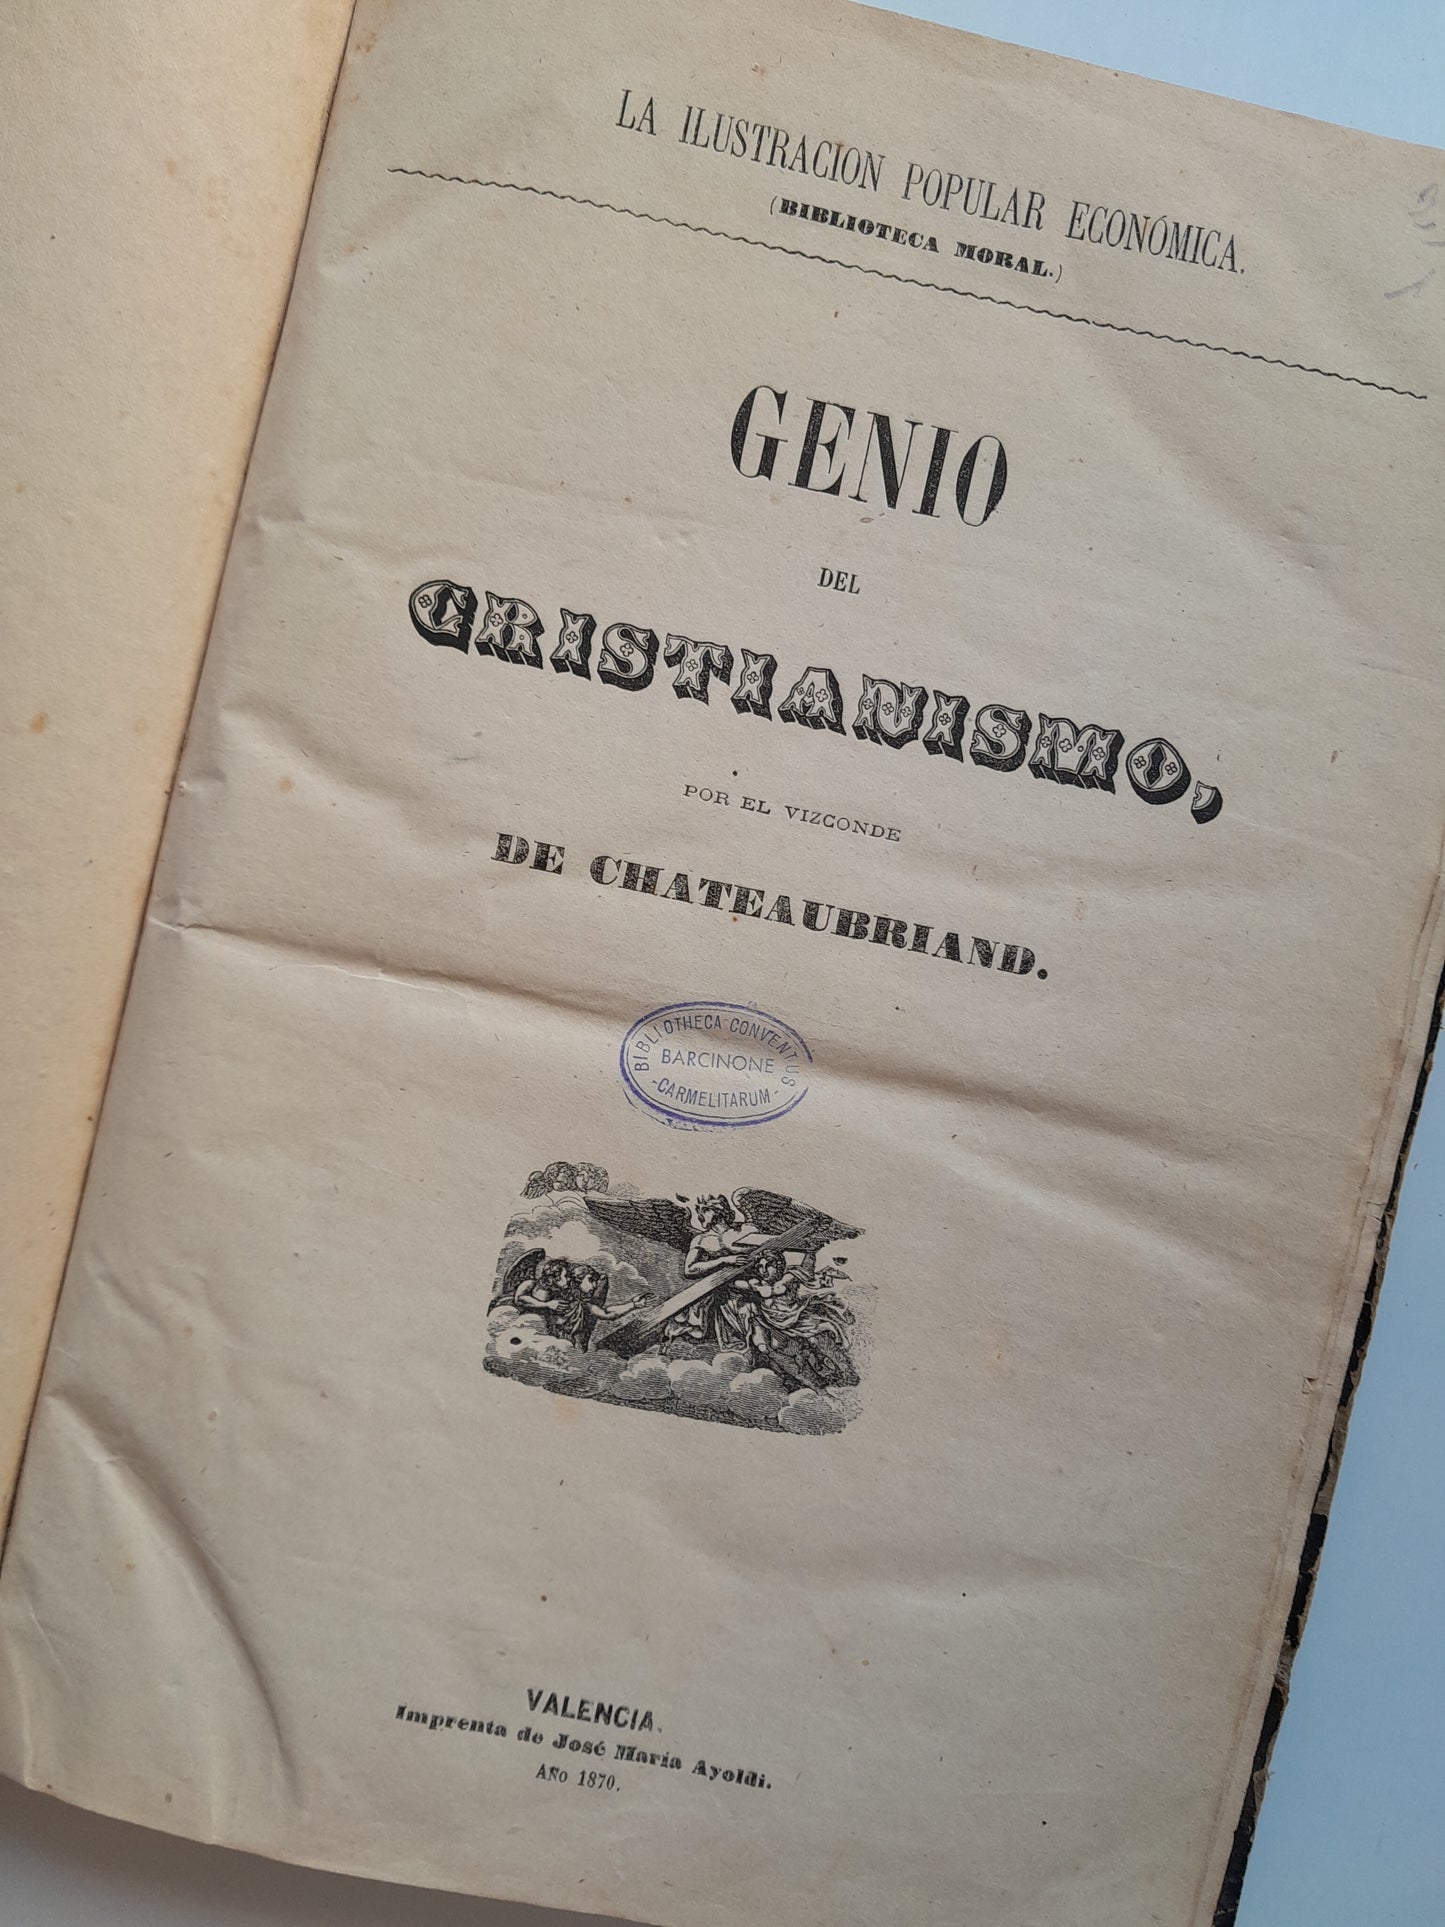 LA ILUSTRACION POPULAR ECONÓMICA.
(BIBLIOTECA MORAL.)
GENIO
DEL
CRISTIANISMO,
POR EL VIZCONDE
DE CHATEAUBRIAND.
BIBLIOTHECA CONVENTUS
BARCINONE
-CARMELITARUM-
VALENCIA.
Imprenta de José María Ayoldi.
AÑO 1870.